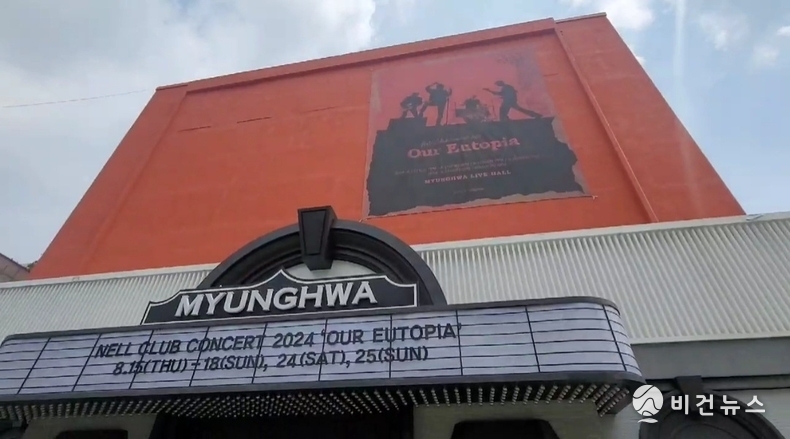 Our Eutopia
MYUNGHWA LIVE HALL
MYUNGHWA
NELL CLUB CONCERT 2024 'OUR EUTOPIA'
8.15(THU)-18(SUN), 24(SAT), 25(SUN)
비건뉴스